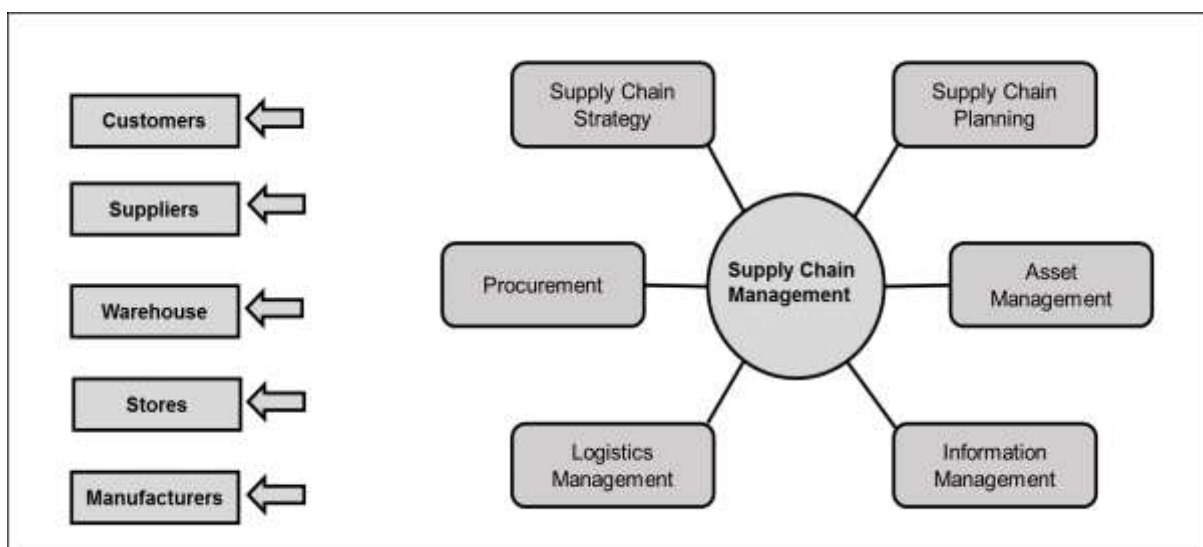 Customers
Suppliers
Warehouse
Stores
Manufacturers
Supply Chain
Strategy
Supply Chain
Planning
Procurement
Supply Chain
Management
Asset
Management
Logistics
Management
Information
Management